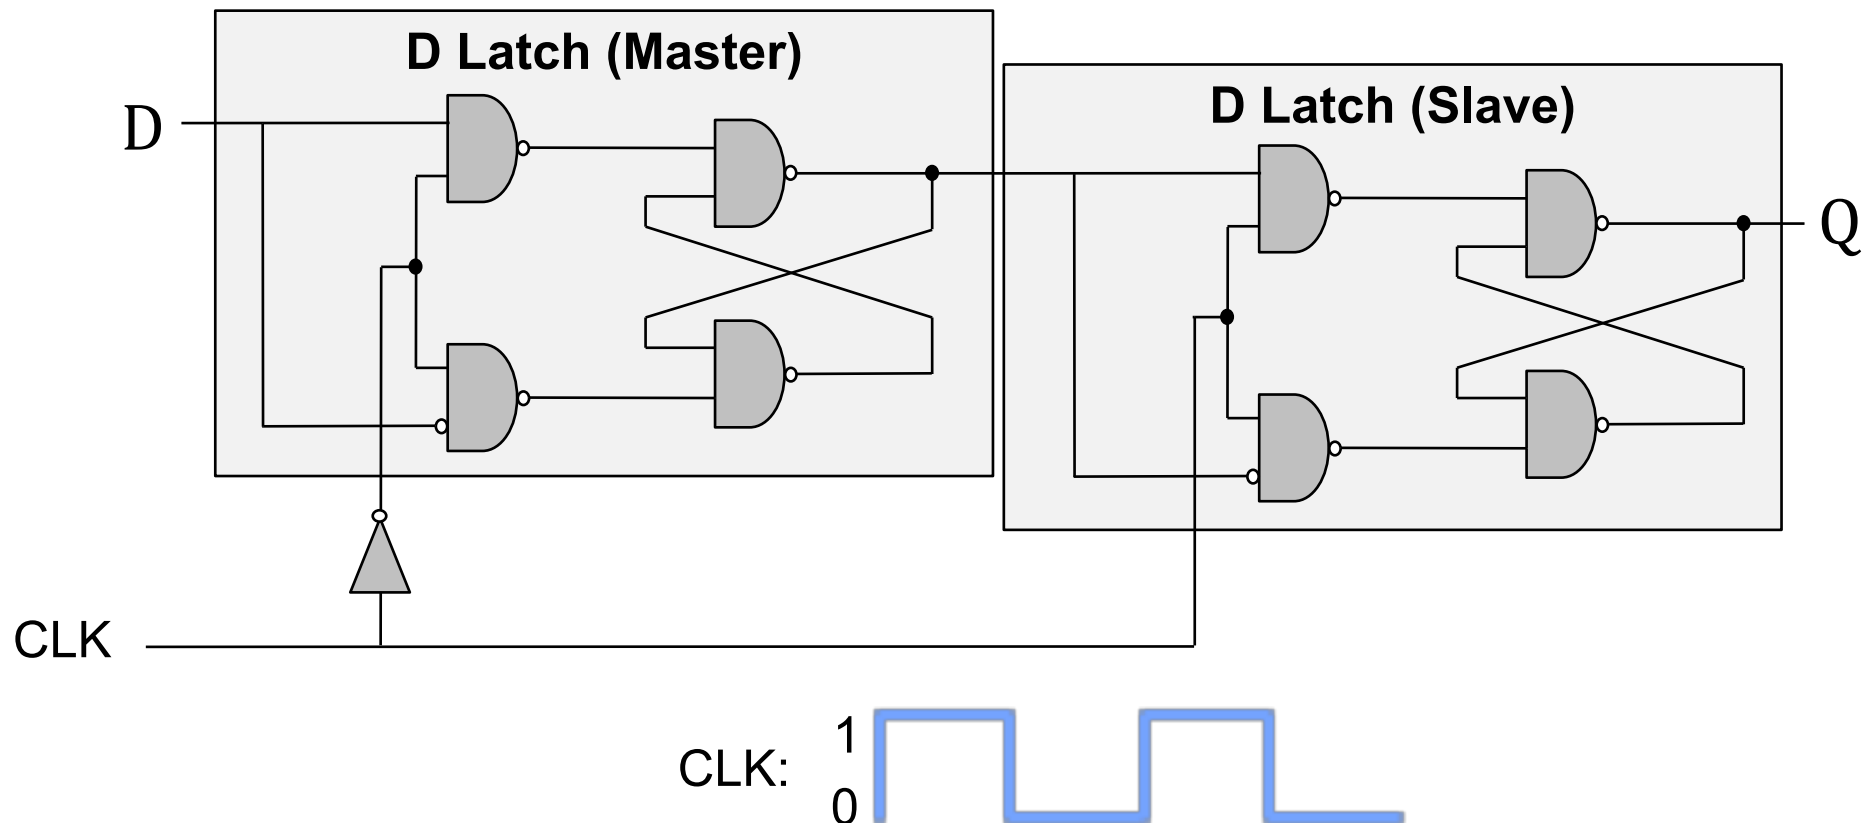 D Latch (Master)
D Latch (Slave)
D
Q
CLK
1
CLK:
0